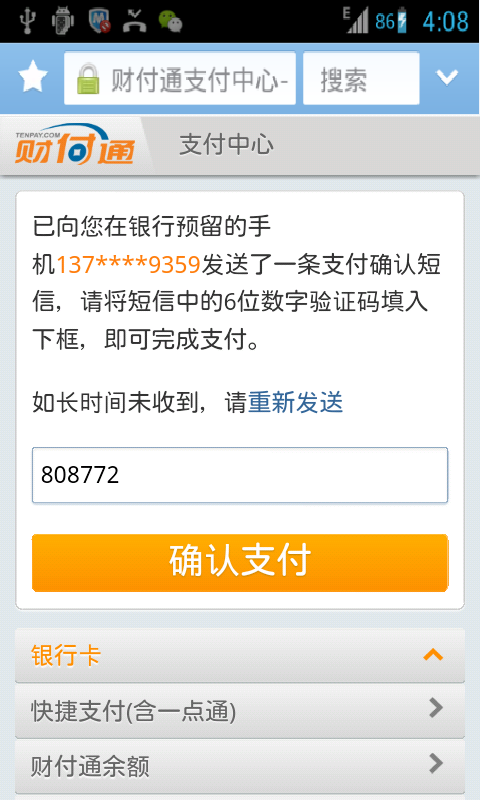 E 86 4:08
财付通支付中心- 搜索
TENPAY.COM
财付通 支付中心
已向您在银行预留的手
机137****9359发送了一条支付确认短
信，请将短信中的6位数字验证码填入
下框，即可完成支付。
如长时间未收到，请重新发送
808772
确认支付
银行卡
快捷支付(含一点通)
财付通余额